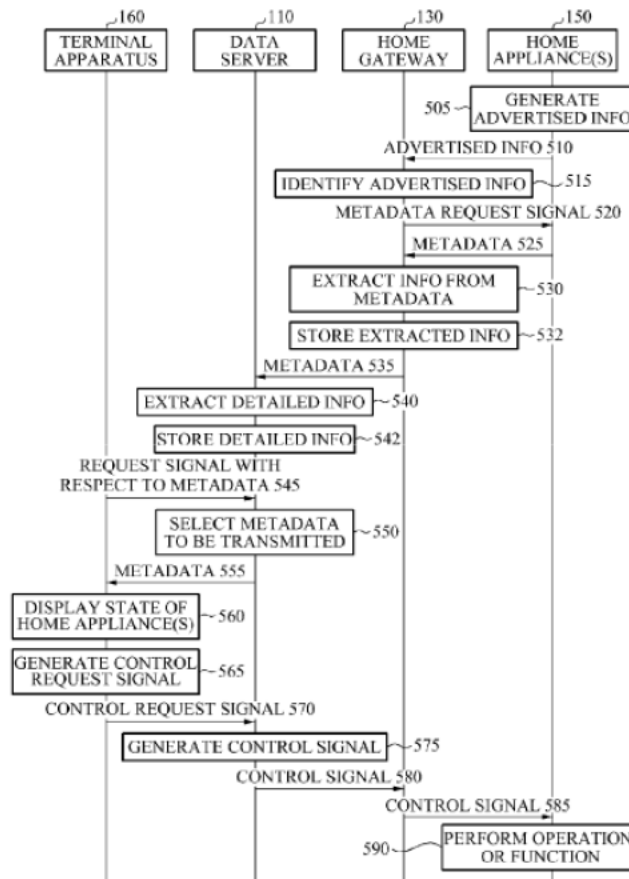 160
110
130
150
TERMINAL
APPARATUS
DATA
SERVER
HOME
GATEWAY
HOME
APPLIANCE(S)
505
GENERATE
ADVERTISED INFO
ADVERTISED INFO 510
IDENTIFY ADVERTISED INFO
515
METADATA REQUEST SIGNAL 520
METADATA 525
EXTRACT INFO FROM
METADATA
530
STORE EXTRACTED INFO
532
METADATA 535
EXTRACT DETAILED INFO
540
STORE DETAILED INFO
542
REQUEST SIGNAL WITH
RESPECT TO METADATA 545
SELECT METADATA
TO BE TRANSMITTED
550
METADATA 555
DISPLAY STATE OF
HOME APPLIANCE(S)
560
GENERATE CONTROL
REQUEST SIGNAL
565
CONTROL REQUEST SIGNAL 570
GENERATE CONTROL SIGNAL
575
CONTROL SIGNAL 580
CONTROL SIGNAL 585
590
PERFORM OPERATION
OR FUNCTION